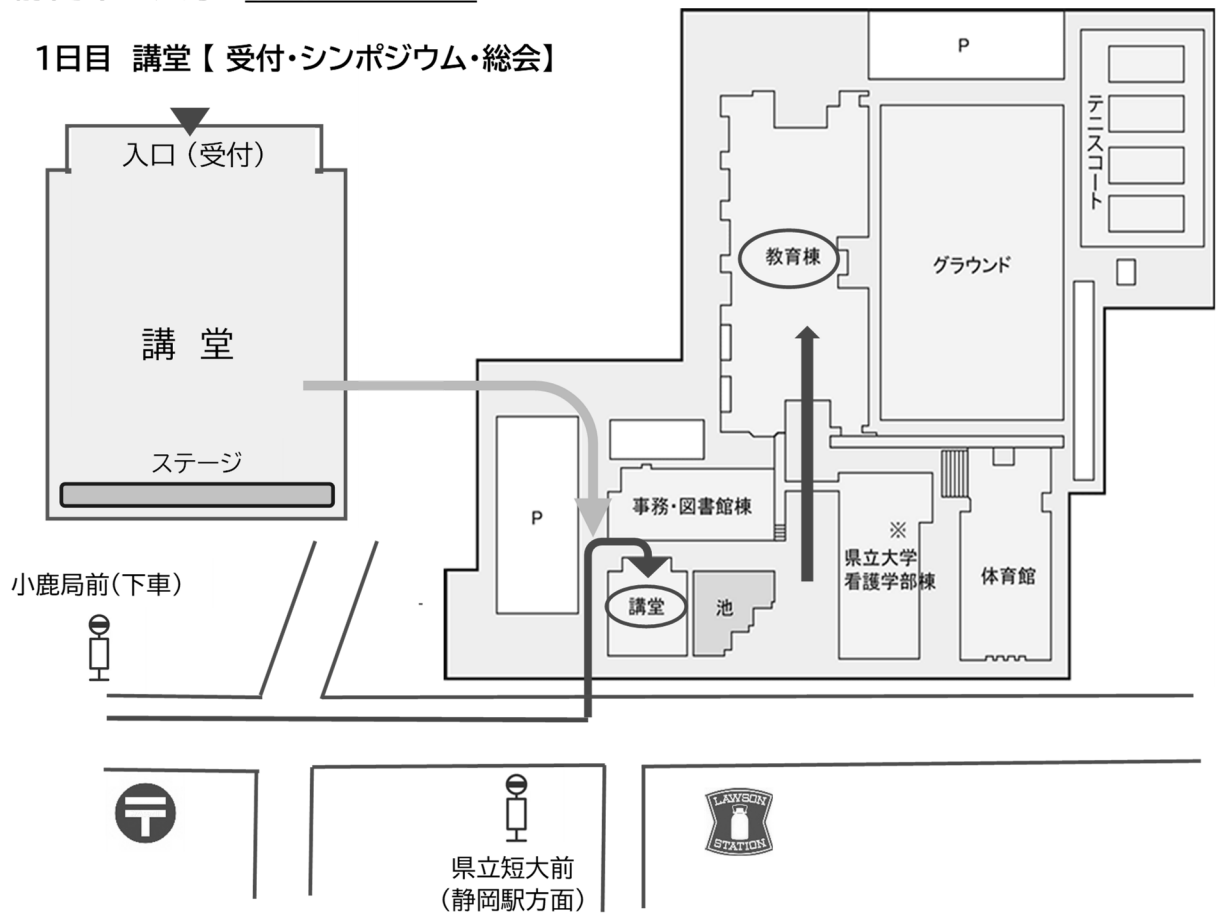 1日目 講堂【 受付・シンポジウム・総会】
入口（受付）
講 堂
ステージ
P
テニスコート
教育棟
グラウンド
事務・図書館棟
P
※
県立大学
看護学部棟
体育館
講堂
池
小鹿局前(下車)
LAWSON
STATION
県立短大前
(静岡駅方面)